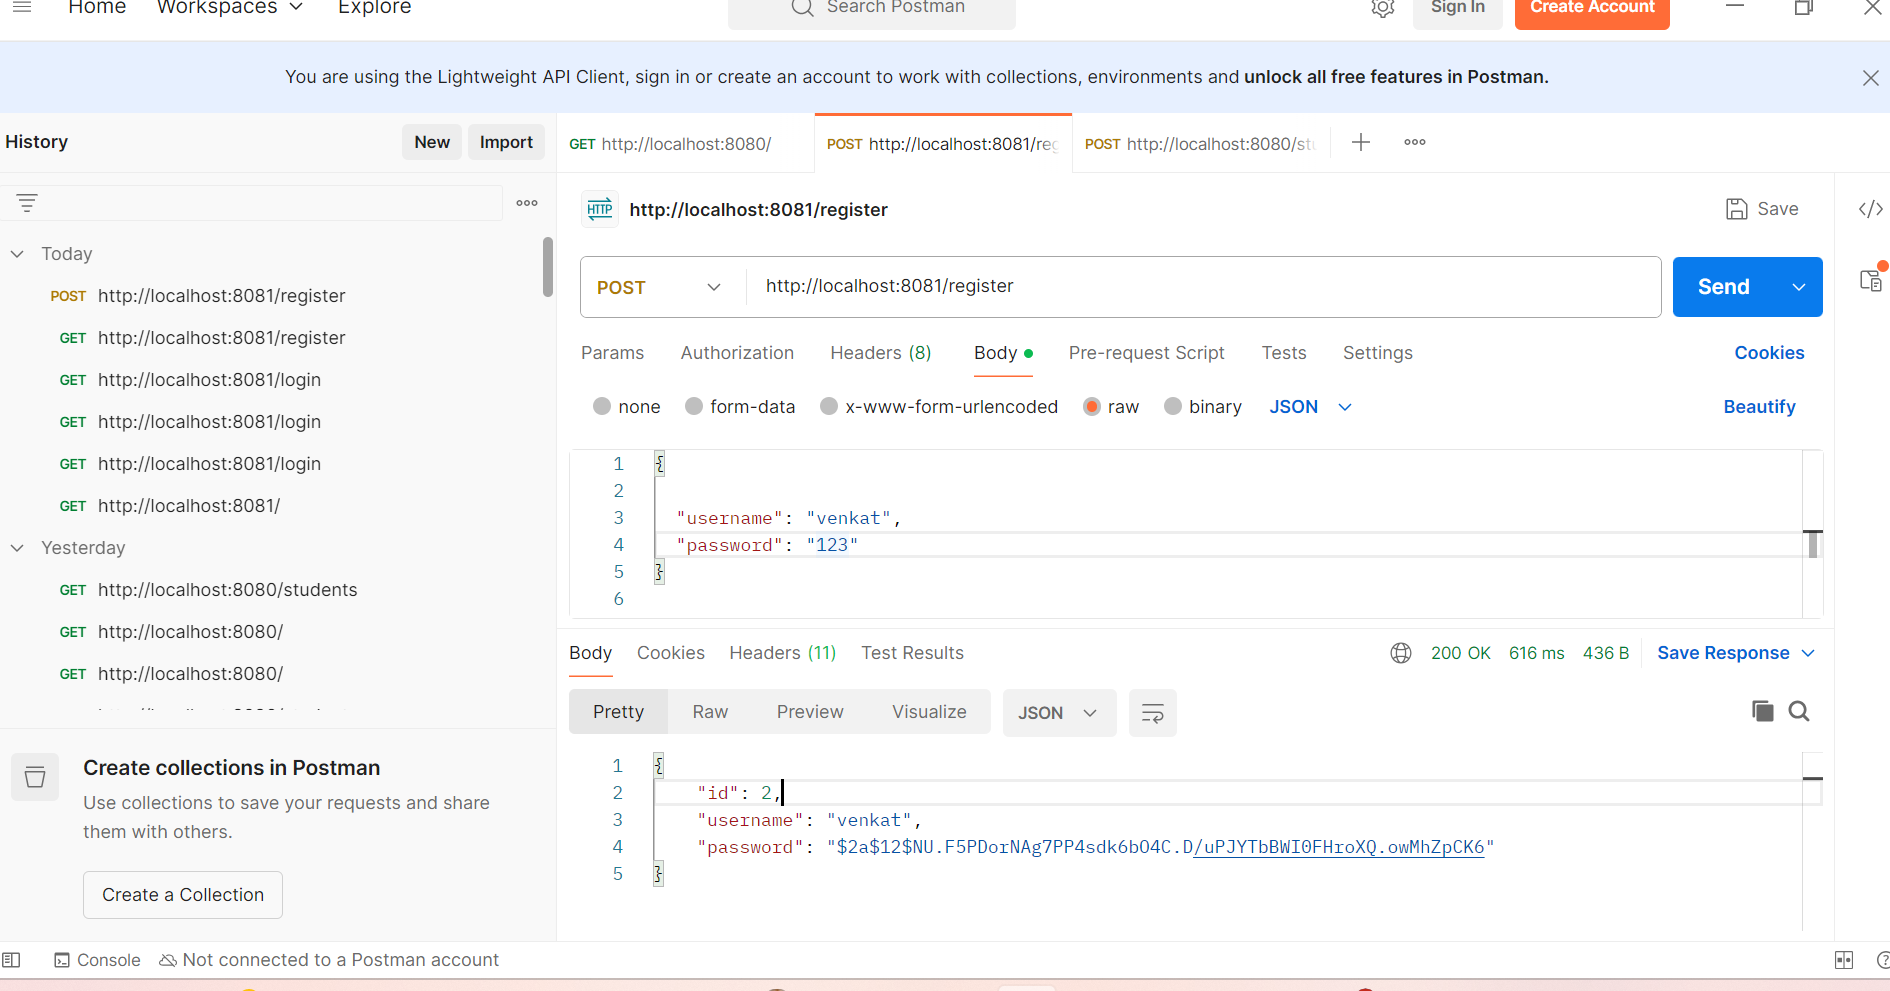 Home Workspaces Explore Search Postman Sign In Create Account
You are using the Lightweight API Client, sign in or create an account to work with collections, environments and unlock all free features in Postman.
History New Import
GET http://localhost:8080/ POST http://localhost:8081/reg POST http://localhost:8080/stu
HTTP http://localhost:8081/register Save </>
Today
POST http://localhost:8081/register
GET http://localhost:8081/register
GET http://localhost:8081/login
GET http://localhost:8081/login
GET http://localhost:8081/login
GET http://localhost:8081/
Yesterday
GET http://localhost:8080/students
GET http://localhost:8080/
GET http://localhost:8080/
Create collections in Postman
Use collections to save your requests and share
them with others.
Create a Collection
POST http://localhost:8081/register Send
Params Authorization Headers (8) Body Pre-request Script Tests Settings Cookies
none form-data x-www-form-urlencoded raw binary JSON Beautify
1 {
2
3 "username": "venkat",
4 "password": "123"
5 }
6
Body Cookies Headers (11) Test Results 200 OK 616 ms 436 B Save Response
Pretty Raw Preview Visualize JSON
1 {
2 "id": 2,
3 "username": "venkat",
4 "password": "$2a$12$NU.F5PDorNAg7PP4sdk6bO4C.D/uPJYTbBWI0FHroXQ.owMhZpCK6"
5 }
Console Not connected to a Postman account